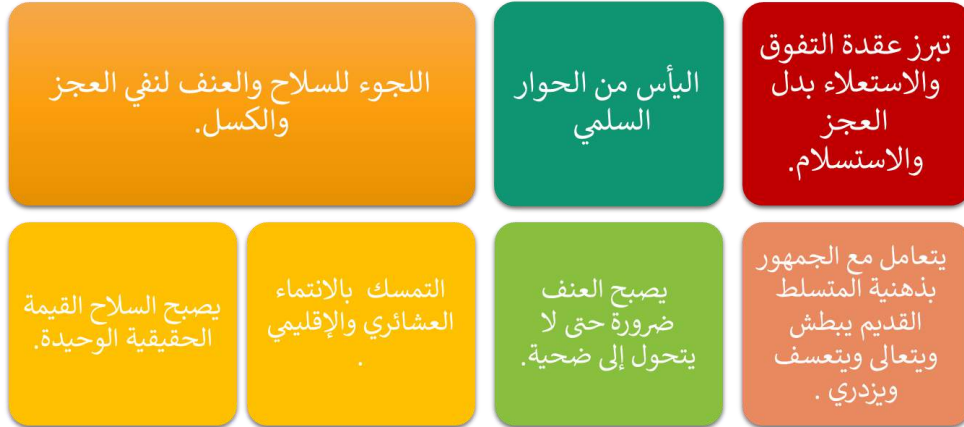 تبرز عقدة التفوق
والاستعلاء بدل
العجز
والاستسلام.
اليأس من الحوار
السلمي
اللجوء للسلاح والعنف لنفي العجز
والكسل.
يتعامل مع الجمهور
بذهنية المتسلط
القديم يبطش
ويتعالى ويتعسف
ويزدري .
يصبح العنف
ضرورة حتى لا
يتحول إلى ضحية.
التمسك بالانتماء
العشائري والإقليمي
.
يصبح السلاح القيمة
الحقيقية الوحيدة.